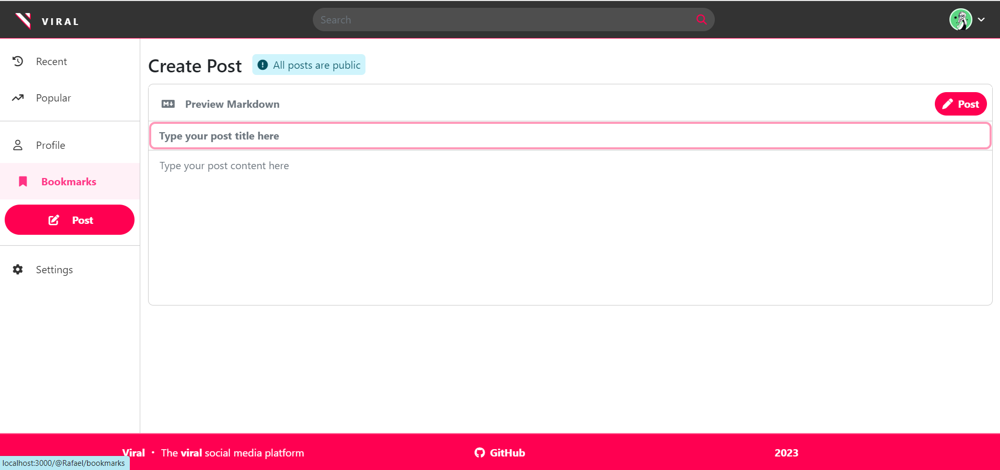 VIRAL
Search
Recent
Popular
Profile
Bookmarks
Post
Settings
Create Post
All posts are public
Preview Markdown
Post
Type your post title here
Type your post content here
Viral • The viral social media platform
GitHub
2023
localhost:3000/@Rafael/bookmarks